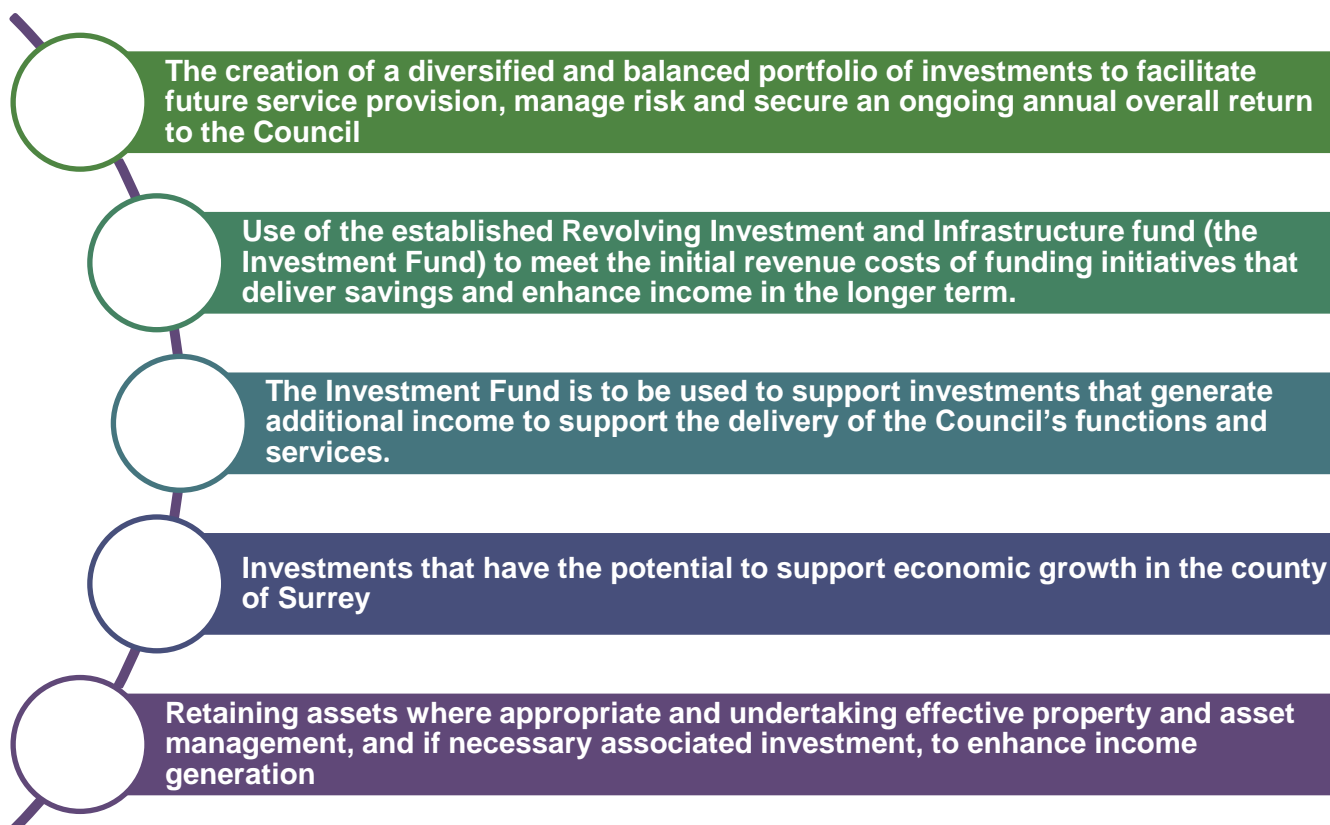 The creation of a diversified and balanced portfolio of investments to facilitate
future service provision, manage risk and secure an ongoing annual overall return
to the Council
Use of the established Revolving Investment and Infrastructure fund (the
Investment Fund) to meet the initial revenue costs of funding initiatives that
deliver savings and enhance income in the longer term.
The Investment Fund is to be used to support investments that generate
additional income to support the delivery of the Council’s functions and
services.
Investments that have the potential to support economic growth in the county
of Surrey
Retaining assets where appropriate and undertaking effective property and asset
management, and if necessary associated investment, to enhance income
generation